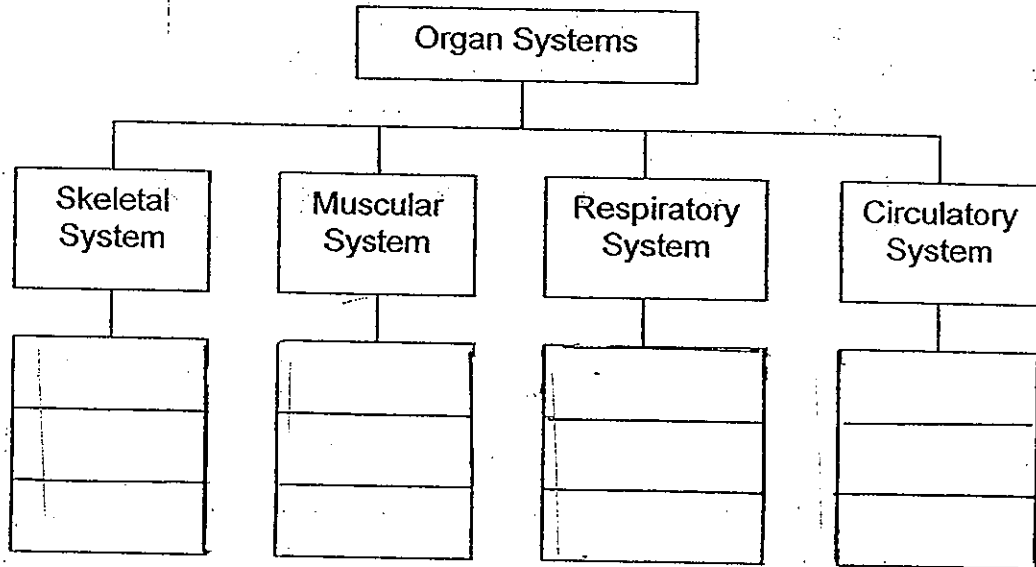 Organ Systems
Skeletal
System
Muscular
System
Respiratory
System
Circulatory
System